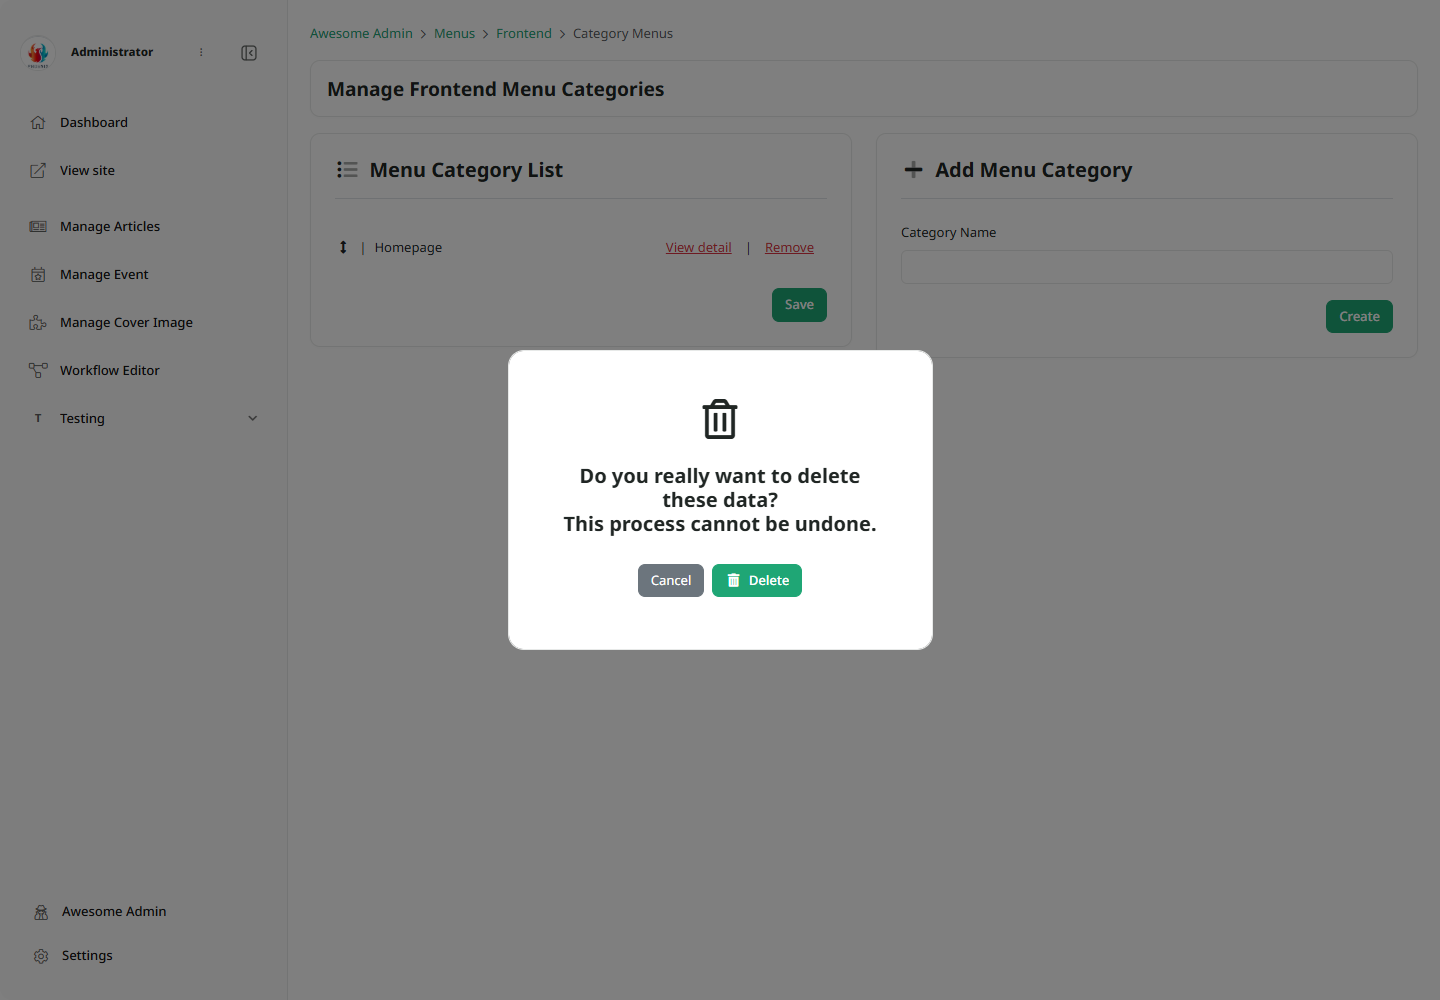 Administrator
Dashboard
View site
Manage Articles
Manage Event
Manage Cover Image
Workflow Editor
T Testing
Awesome Admin
Settings
Awesome Admin > Menus > Frontend > Category Menus
Manage Frontend Menu Categories
Menu Category List
| Homepage View detail | Remove
Save
Add Menu Category
Category Name
Create
Do you really want to delete
these data?
This process cannot be undone.
Cancel Delete